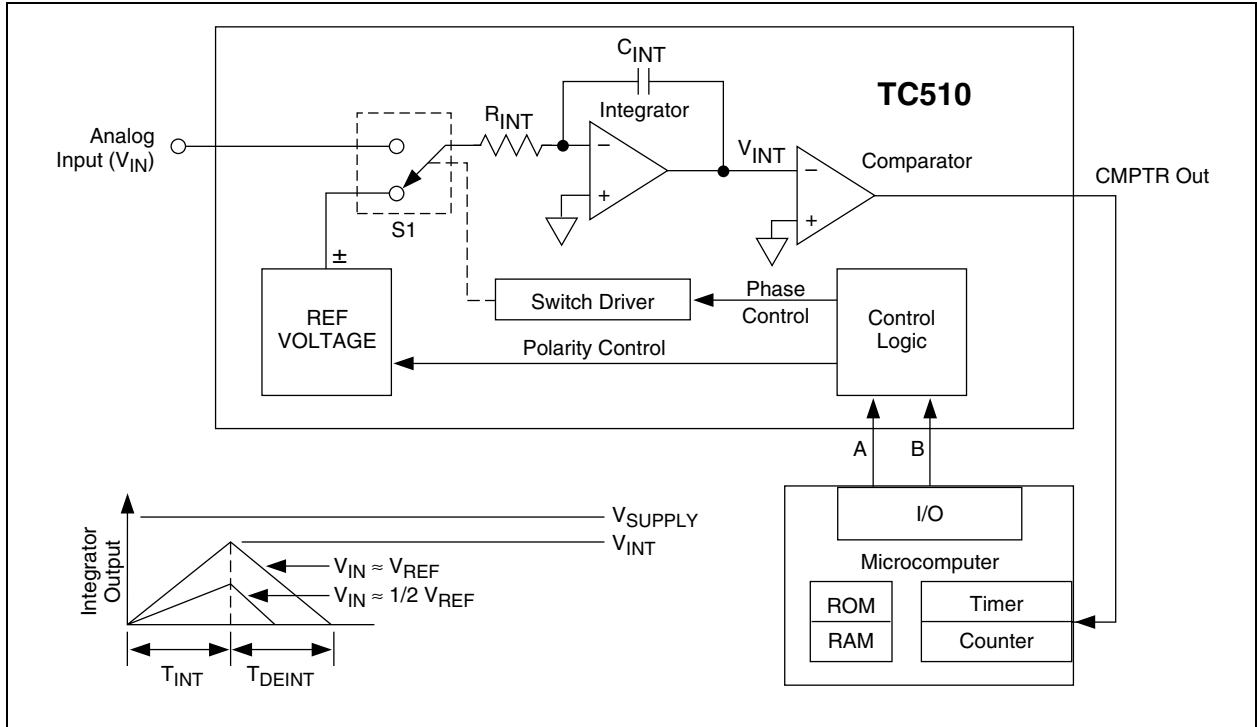 C_INT
TC510
Integrator
R_INT
Analog
Input (V_IN)
V_INT
Comparator
CMPTR Out
−
+
−
+
S1
±
REF
VOLTAGE
Switch Driver
Phase
Control
Control
Logic
Polarity Control
A
B
I/O
Microcomputer
ROM
RAM
Timer
Counter
Integrator
Output
V_SUPPLY
V_INT
V_IN ≈ V_REF
V_IN ≈ 1/2 V_REF
T_INT
T_DEINT